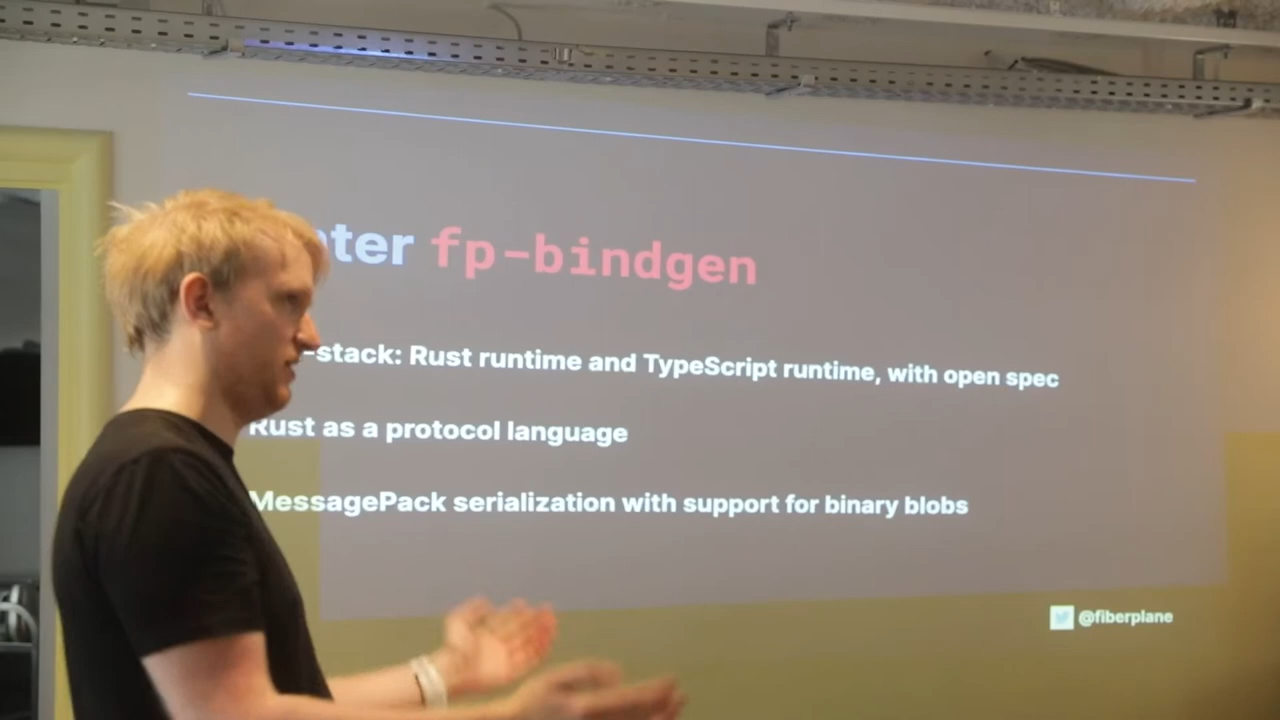 nter fp-bindgen
-stack: Rust runtime and TypeScript runtime, with open spec
Rust as a protocol language
MessagePack serialization with support for binary blobs
@fiberplane